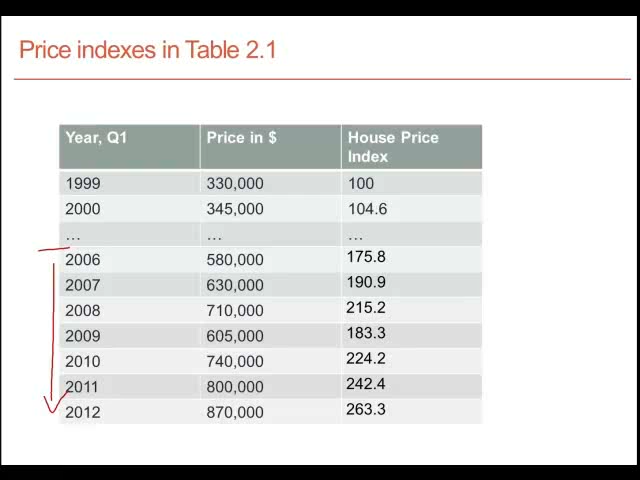 Price indexes in Table 2.1
Year, Q1 Price in $ House Price Index
1999 330,000 100
2000 345,000 104.6
... ... ...
2006 580,000 175.8
2007 630,000 190.9
2008 710,000 215.2
2009 605,000 183.3
2010 740,000 224.2
2011 800,000 242.4
2012 870,000 263.3